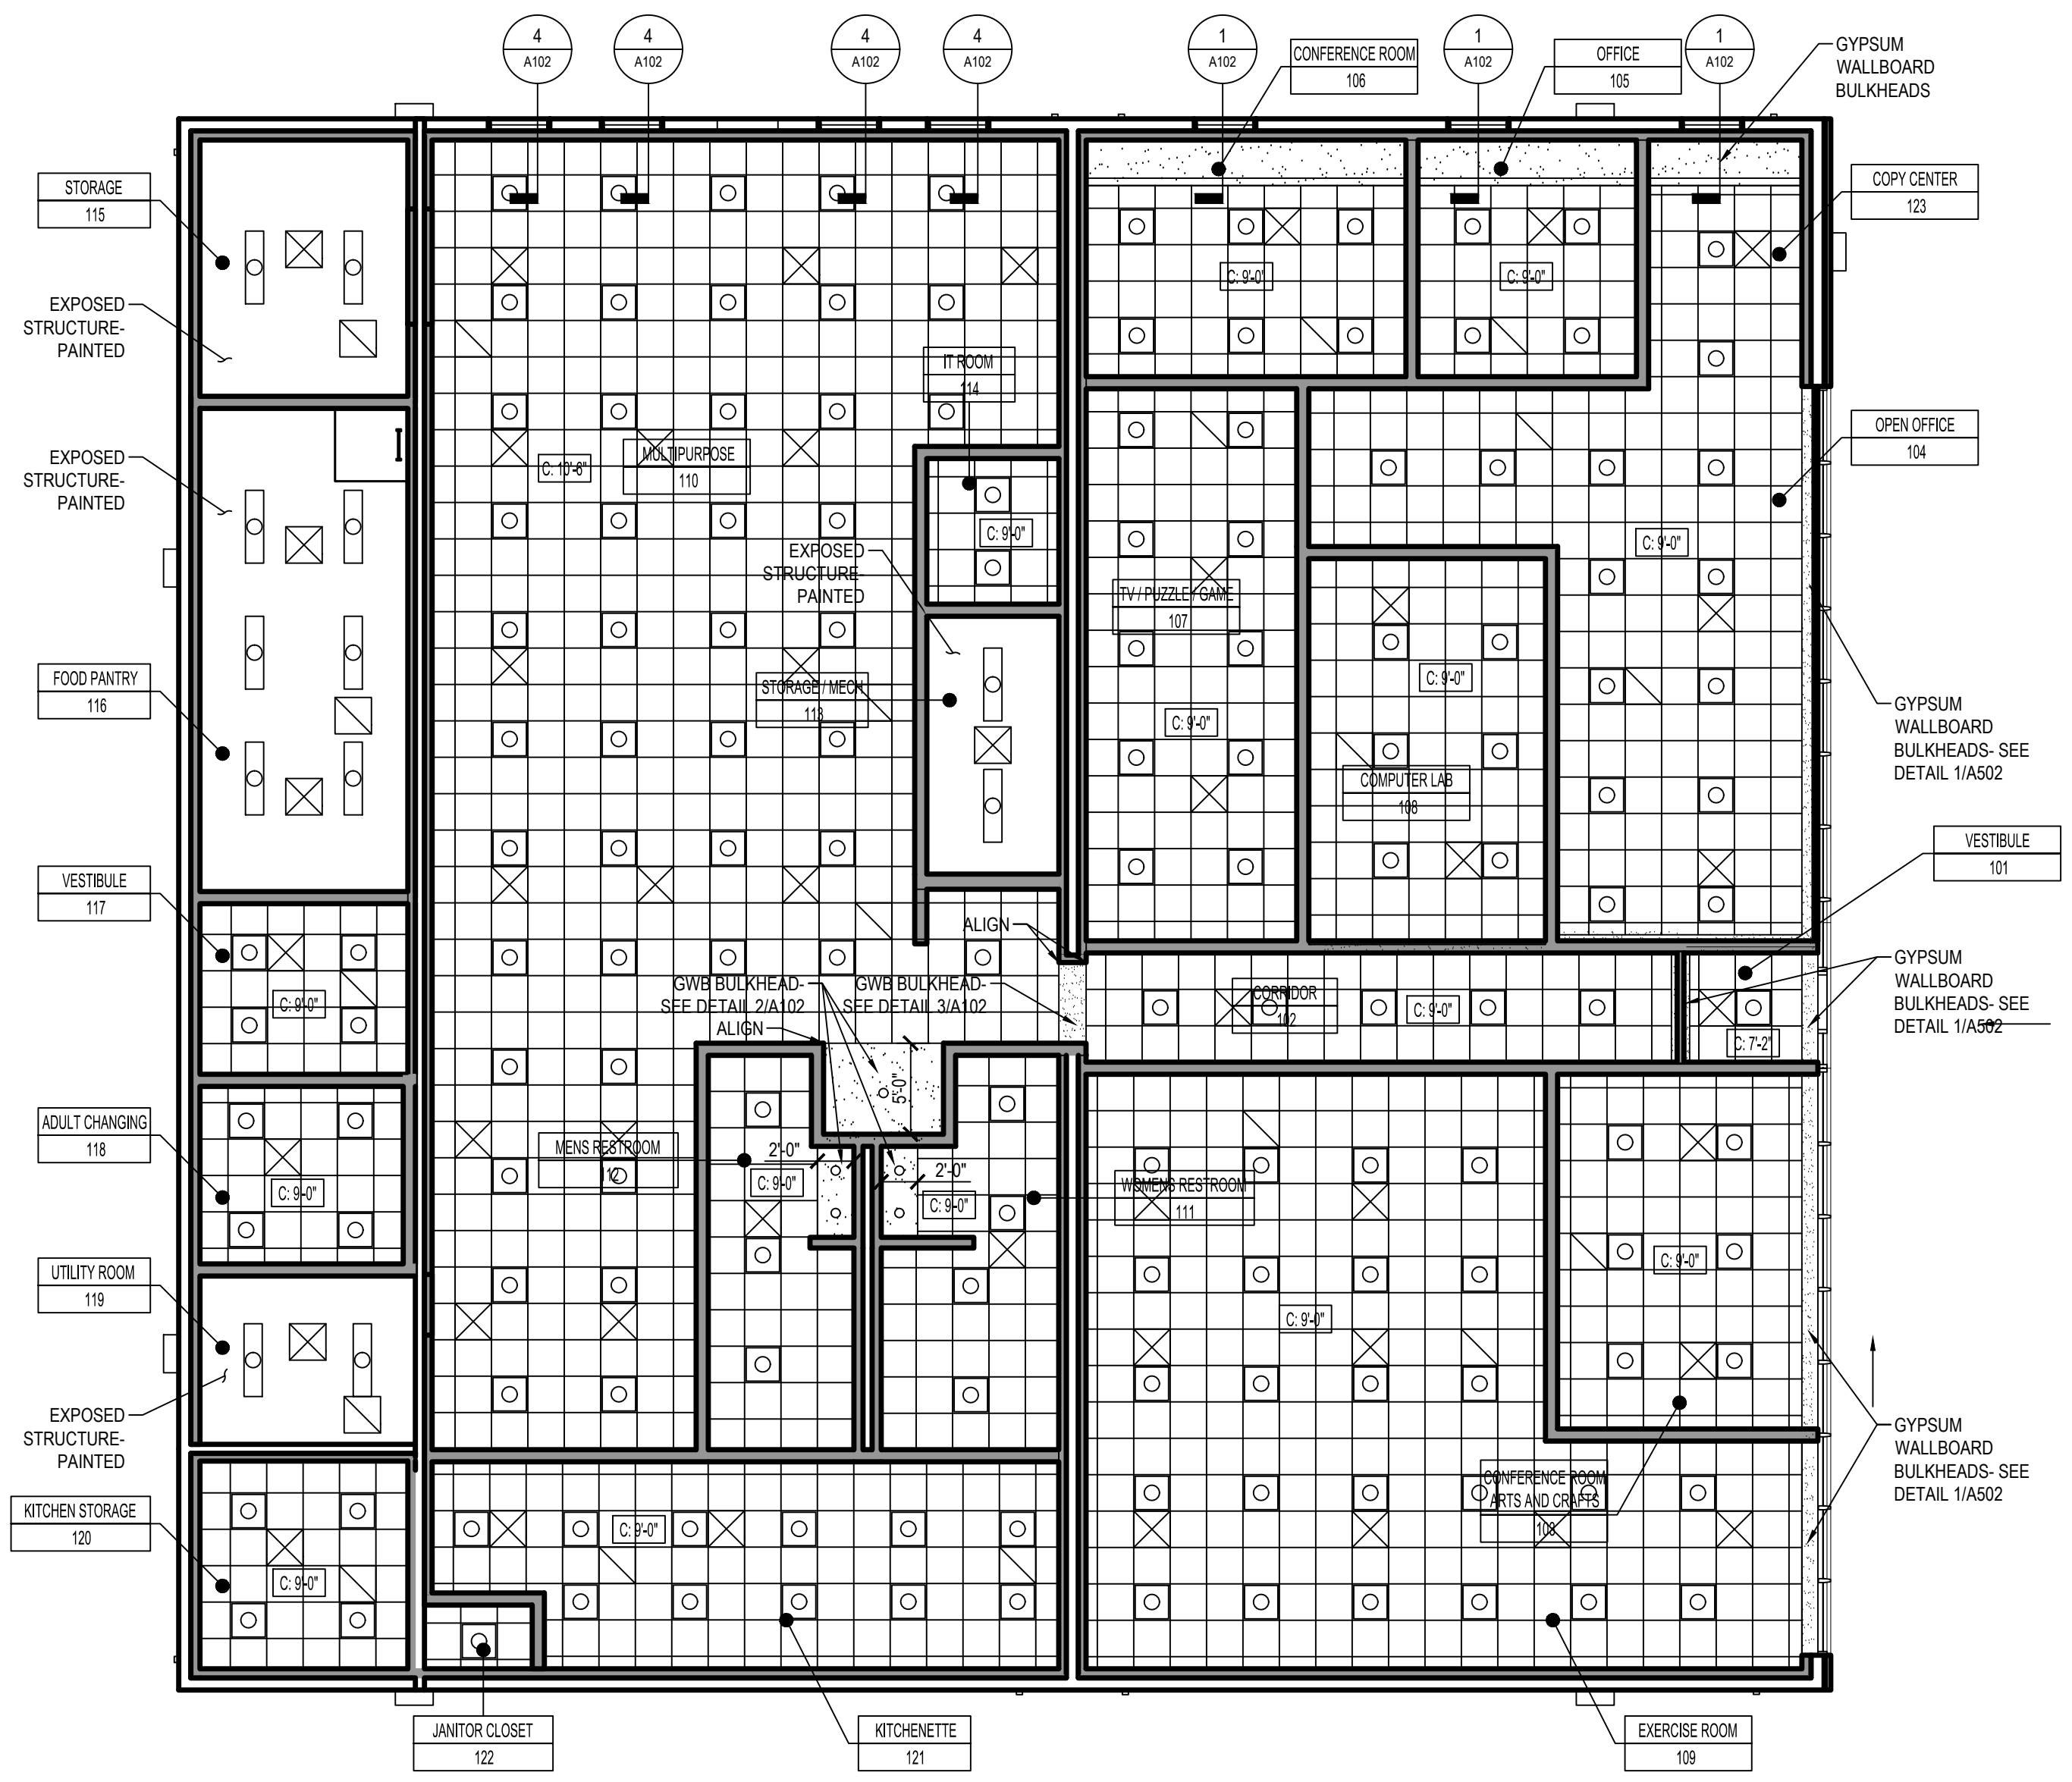 4
A102
4
A102
4
A102
4
A102
1
A102
CONFERENCE ROOM
106
1
A102
OFFICE
105
1
A102
GYPSUM
WALLBOARD
BULKHEADS
STORAGE
115
COPY CENTER
123
C: 9'-0"
C: 9'-0"
EXPOSED
STRUCTURE-
PAINTED
IT ROOM
114
EXPOSED
STRUCTURE-
PAINTED
C: 10'-6"
MULTIPURPOSE
110
OPEN OFFICE
104
C: 9'-0"
C: 9'-0"
EXPOSED
STRUCTURE-
PAINTED
TV / PUZZLE / GAME
107
FOOD PANTRY
116
STORAGE / MECH
113
C: 9'-0"
C: 9'-0"
GYPSUM
WALLBOARD
BULKHEADS- SEE
DETAIL 1/A502
COMPUTER LAB
108
VESTIBULE
117
VESTIBULE
101
ALIGN
GWB BULKHEAD-
SEE DETAIL 2/A102
GWB BULKHEAD-
SEE DETAIL 3/A102
ALIGN
C: 9'-0"
CORRIDOR
102
C: 9'-0"
C: 7'-2"
GYPSUM
WALLBOARD
BULKHEADS- SEE
DETAIL 1/A502
5'-0"
ADULT CHANGING
118
C: 9'-0"
MENS RESTROOM
112
2'-0"
C: 9'-0"
2'-0"
C: 9'-0"
WOMENS RESTROOM
111
C: 9'-0"
UTILITY ROOM
119
C: 9'-0"
EXPOSED
STRUCTURE-
PAINTED
GYPSUM
WALLBOARD
BULKHEADS- SEE
DETAIL 1/A502
CONFERENCE ROOM
ARTS AND CRAFTS
103
KITCHEN STORAGE
120
C: 9'-0"
C: 9'-0"
JANITOR CLOSET
122
KITCHENETTE
121
EXERCISE ROOM
109